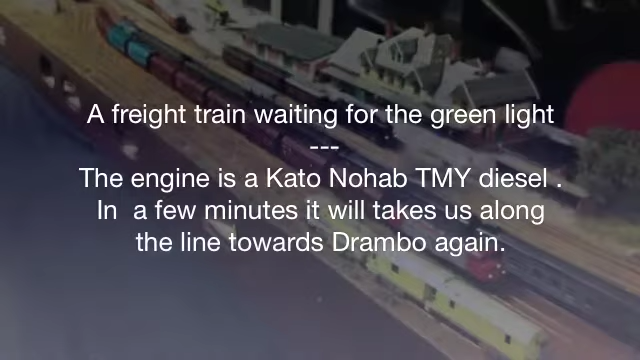 A freight train waiting for the green light
---
The engine is a Kato Nohab TMY diesel .
In  a few minutes it will takes us along
the line towards Drambo again.